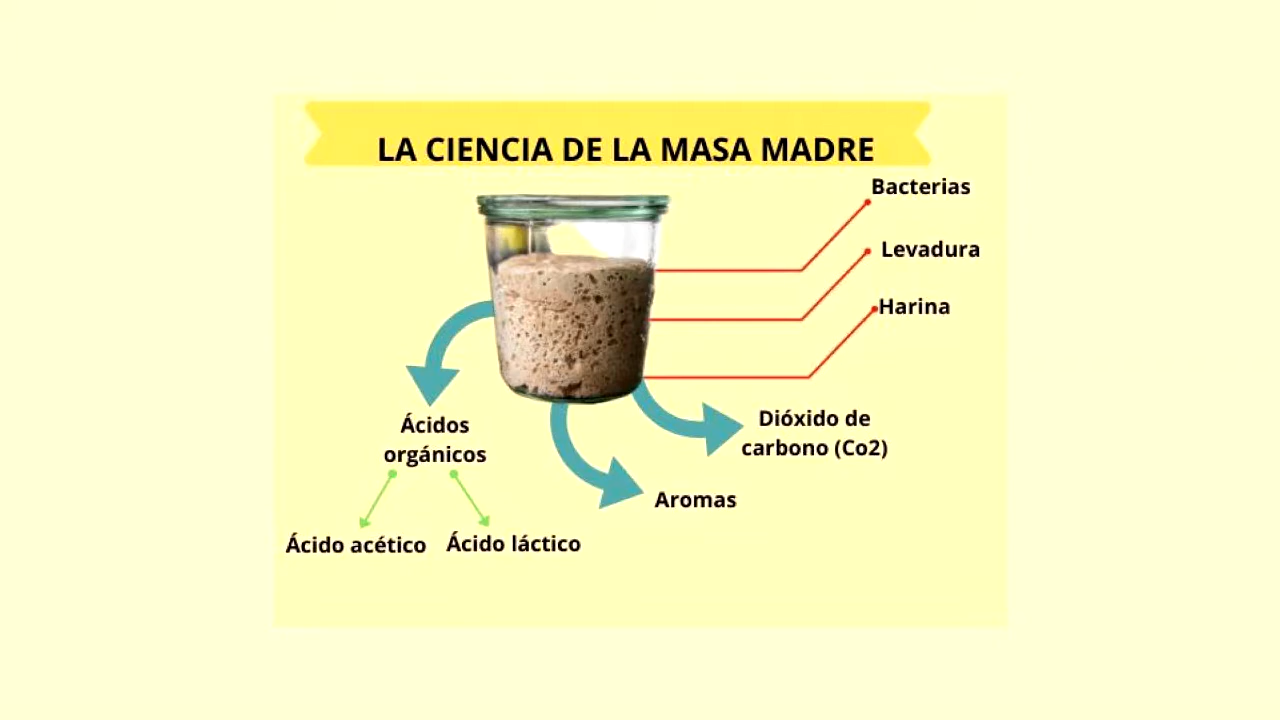 LA CIENCIA DE LA MASA MADRE
Bacterias
Levadura
Harina
Dióxido de
carbono (Co2)
Aromas
Ácidos
orgánicos
Ácido acético
Ácido láctico